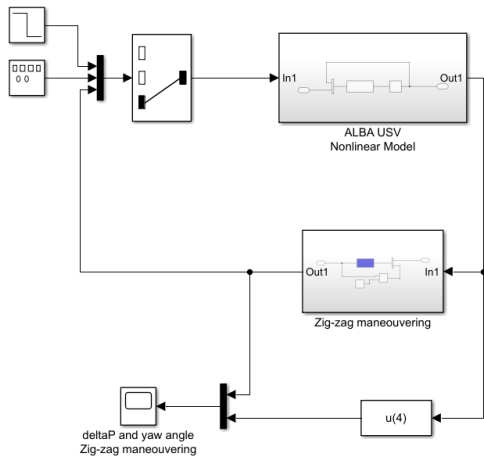 In1
Out1
ALBA USV
Nonlinear Model
Out1
In1
Zig-zag maneouvering
u(4)
deltaP and yaw angle
Zig-zag maneouvering